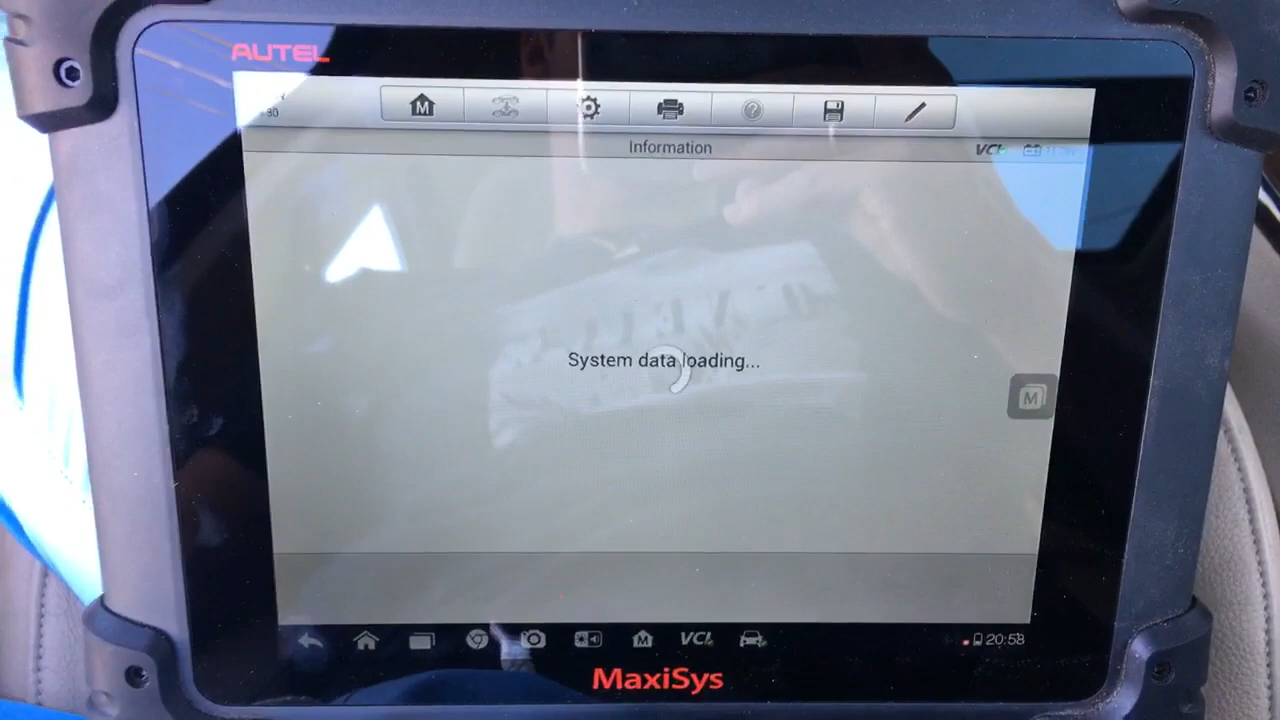 AUTEL
M
Information
VCI
System data loading...
M
M VCI 20:58
MaxiSys